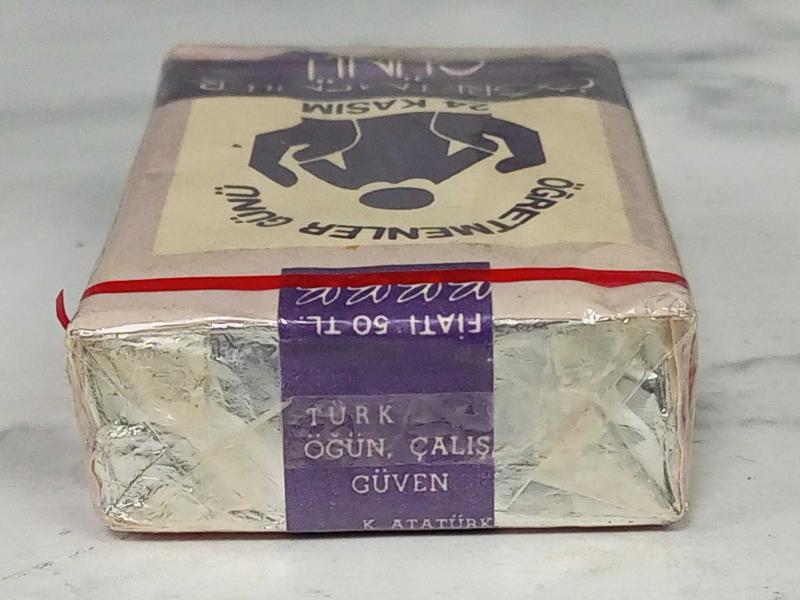 24 KASIM
ÖĞRETMENLER GÜNÜ
FİATI 50 TL.
TÜRK
ÖĞÜN, ÇALIŞ
GÜVEN
K. ATATÜRK